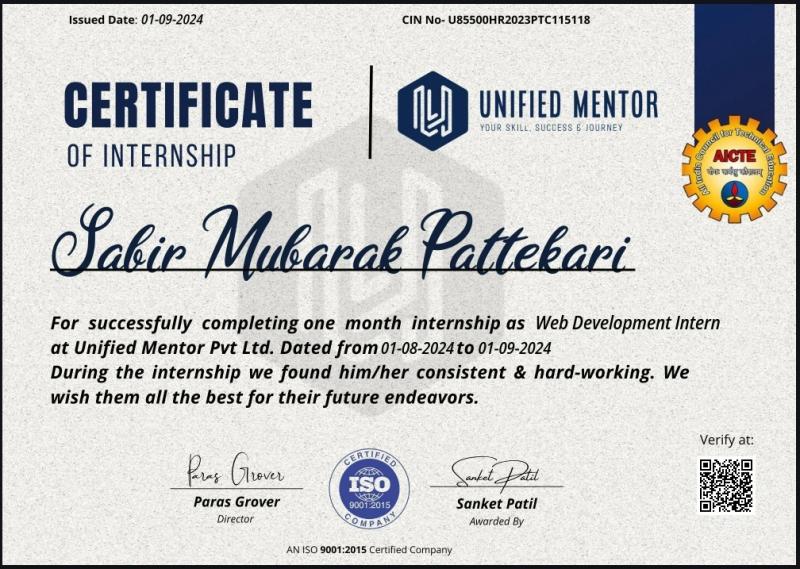 Issued Date: 01-09-2024
CIN No- U85500HR2023PTC115118
CERTIFICATE
OF INTERNSHIP
UNIFIED MENTOR
YOUR SKILL, SUCCESS & JOURNEY
All India Council for Technical Education
AICTE
योगः कर्मसु कौशलम्
Sabir Mubarak Pattekari
For successfully completing one month internship as Web Development Intern
at Unified Mentor Pvt Ltd. Dated from 01-08-2024 to 01-09-2024
During the internship we found him/her consistent & hard-working. We
wish them all the best for their future endeavors.
Verify at:
Paras Grover
Paras Grover
Director
CERTIFIED
ISO
9001:2015
COMPANY
Sanket Patil
Sanket Patil
Awarded By
AN ISO 9001:2015 Certified Company